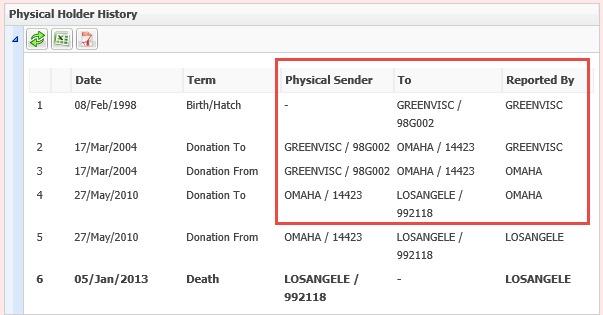 Physical Holder History
Date Term Physical Sender To Reported By
1 08/Feb/1998 Birth/Hatch - GREENVISC / GREENVISC
98G002
2 17/Mar/2004 Donation To GREENVISC / 98G002 OMAHA / 14423 GREENVISC
3 17/Mar/2004 Donation From GREENVISC / 98G002 OMAHA / 14423 OMAHA
4 27/May/2010 Donation To OMAHA / 14423 LOSANGELE / OMAHA
992118
5 27/May/2010 Donation From OMAHA / 14423 LOSANGELE / LOSANGELE
992118
6 05/Jan/2013 Death LOSANGELE / - LOSANGELE
992118